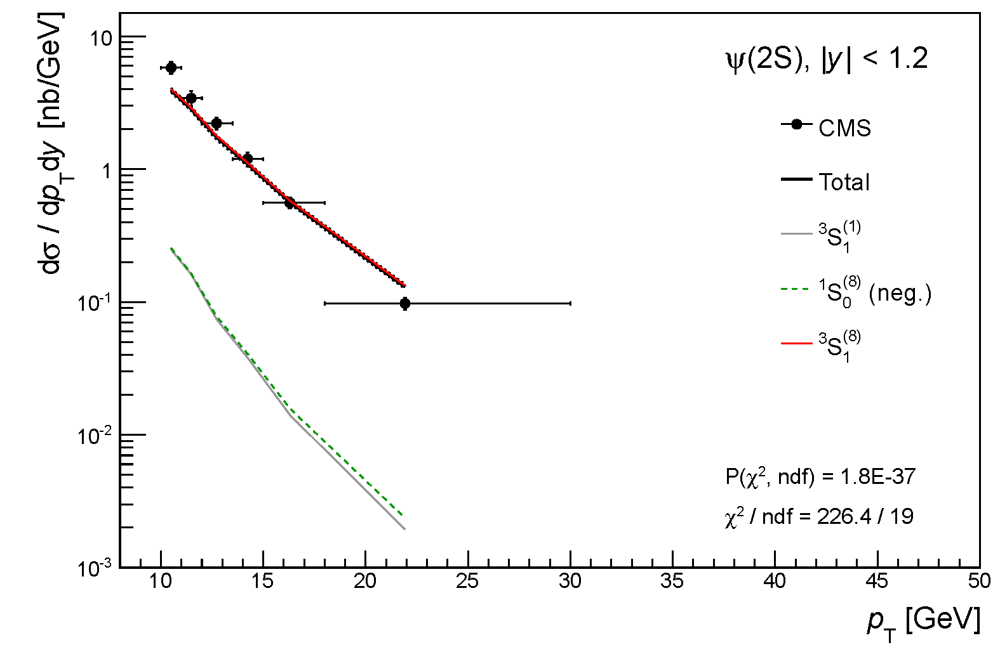 ψ(2S), |y| < 1.2
CMS
Total
³S₁⁽¹⁾
¹S₀⁽⁸⁾ (neg.)
³S₁⁽⁸⁾
P(χ², ndf) = 1.8E-37
χ² / ndf = 226.4 / 19
dσ / dp_T dy [nb/GeV]
10
1
10⁻¹
10⁻²
10⁻³
10 15 20 25 30 35 40 45 50
p_T [GeV]